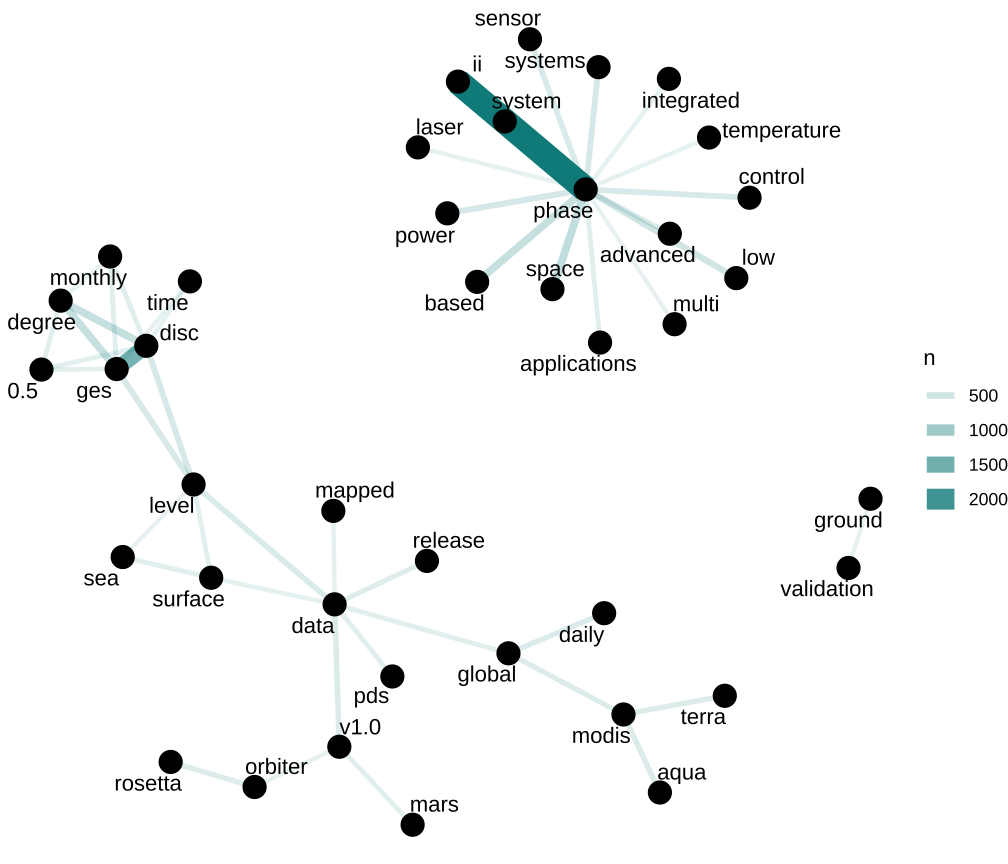 sensor
systems
ii
integrated
system
laser
temperature
control
phase
power
advanced
low
space
based
multi
applications
monthly
time
degree
disc
0.5
ges
n
500
1000
1500
2000
level
mapped
ground
release
sea
validation
surface
data
daily
global
pds
terra
v1.0
modis
orbiter
aqua
rosetta
mars